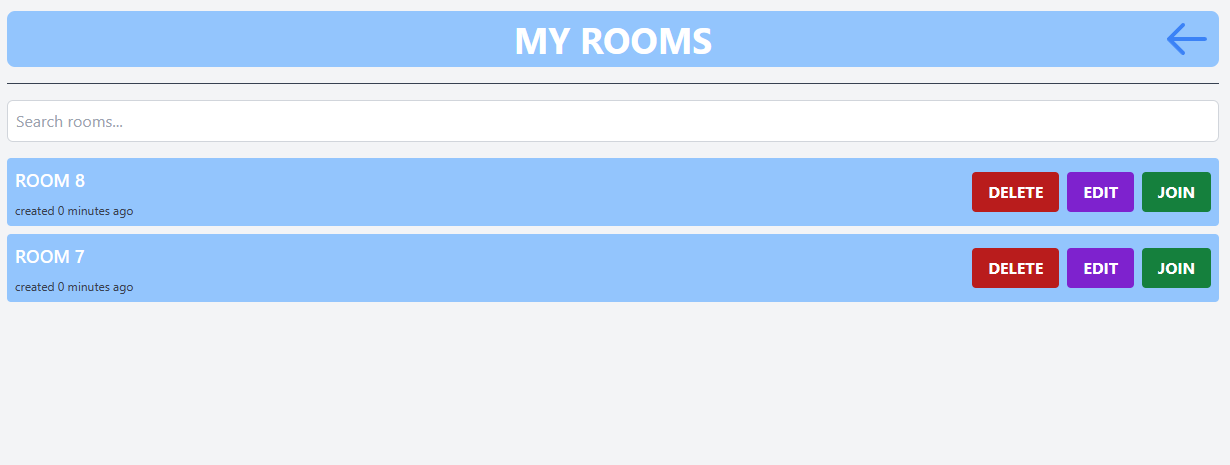 MY ROOMS
Search rooms...
ROOM 8
created 0 minutes ago
DELETE EDIT JOIN
ROOM 7
created 0 minutes ago
DELETE EDIT JOIN